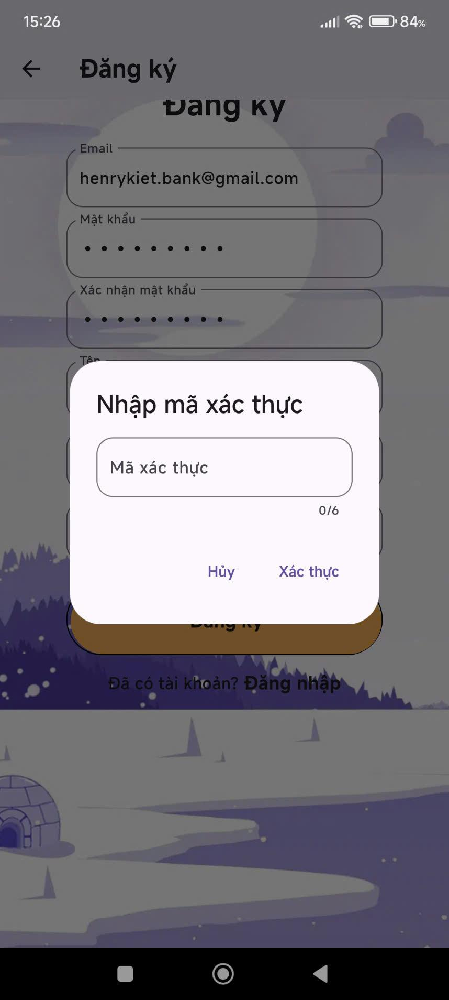 15:26
84%
Đăng ký
Đăng ký
Email
henrykiet.bank@gmail.com
Mật khẩu
Xác nhận mật khẩu
Tên
Nhập mã xác thực
Mã xác thực
0/6
Hủy
Xác thực
Đăng ký
Đã có tài khoản? Đăng nhập